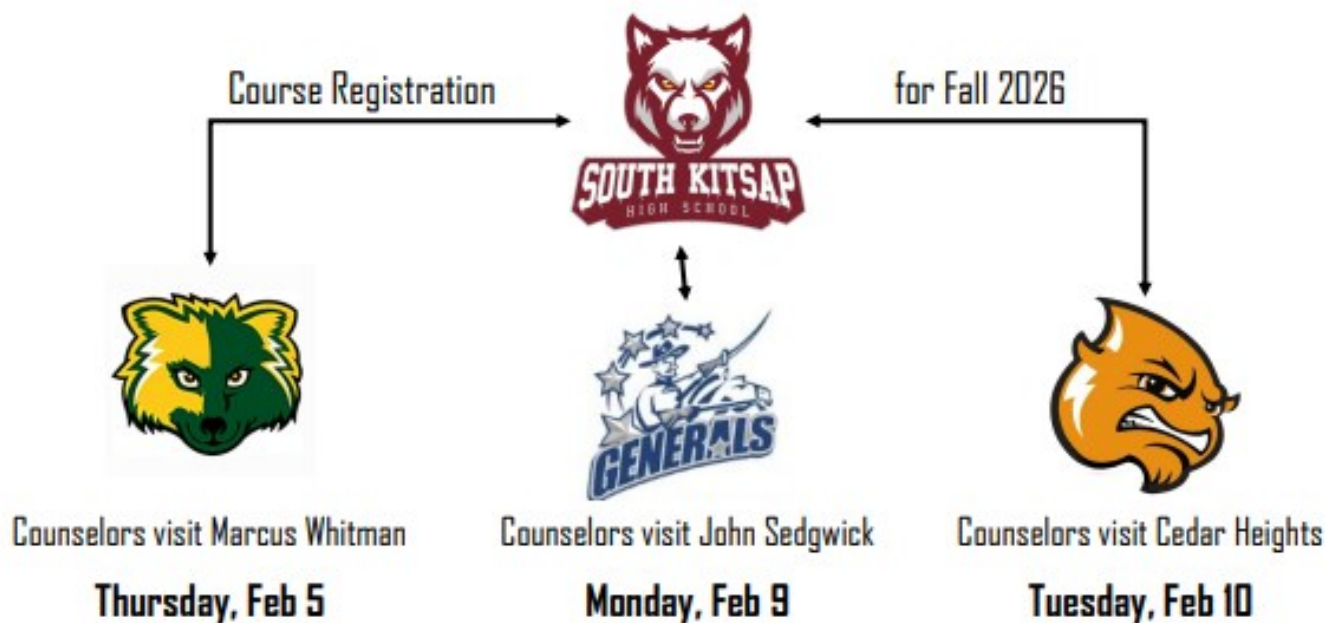 Course Registration
for Fall 2026
SOUTH KITSAP
HIGH SCHOOL
GENERALS
Counselors visit Marcus Whitman
Thursday, Feb 5
Counselors visit John Sedgwick
Monday, Feb 9
Counselors visit Cedar Heights
Tuesday, Feb 10